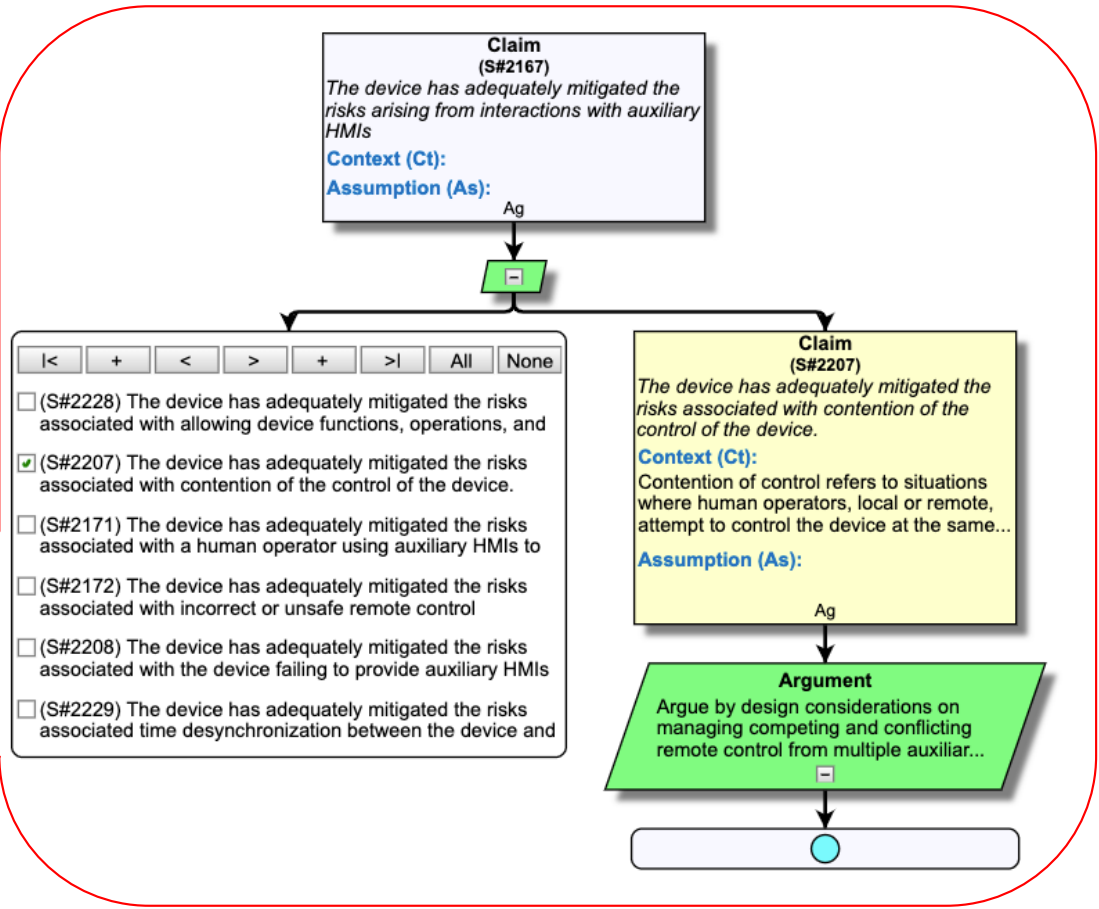 Claim
(S#2167)
The device has adequately mitigated the
risks arising from interactions with auxiliary
HMIs
Context (Ct):
Assumption (As):
Ag
|< + < > + >| All None
(S#2228) The device has adequately mitigated the risks
associated with allowing device functions, operations, and
(S#2207) The device has adequately mitigated the risks
associated with contention of the control of the device.
(S#2171) The device has adequately mitigated the risks
associated with a human operator using auxiliary HMIs to
(S#2172) The device has adequately mitigated the risks
associated with incorrect or unsafe remote control
(S#2208) The device has adequately mitigated the risks
associated with the device failing to provide auxiliary HMIs
(S#2229) The device has adequately mitigated the risks
associated time desynchronization between the device and
Claim
(S#2207)
The device has adequately mitigated the
risks associated with contention of the
control of the device.
Context (Ct):
Contention of control refers to situations
where human operators, local or remote,
attempt to control the device at the same...
Assumption (As):
Ag
Argument
Argue by design considerations on
managing competing and conflicting
remote control from multiple auxiliar...